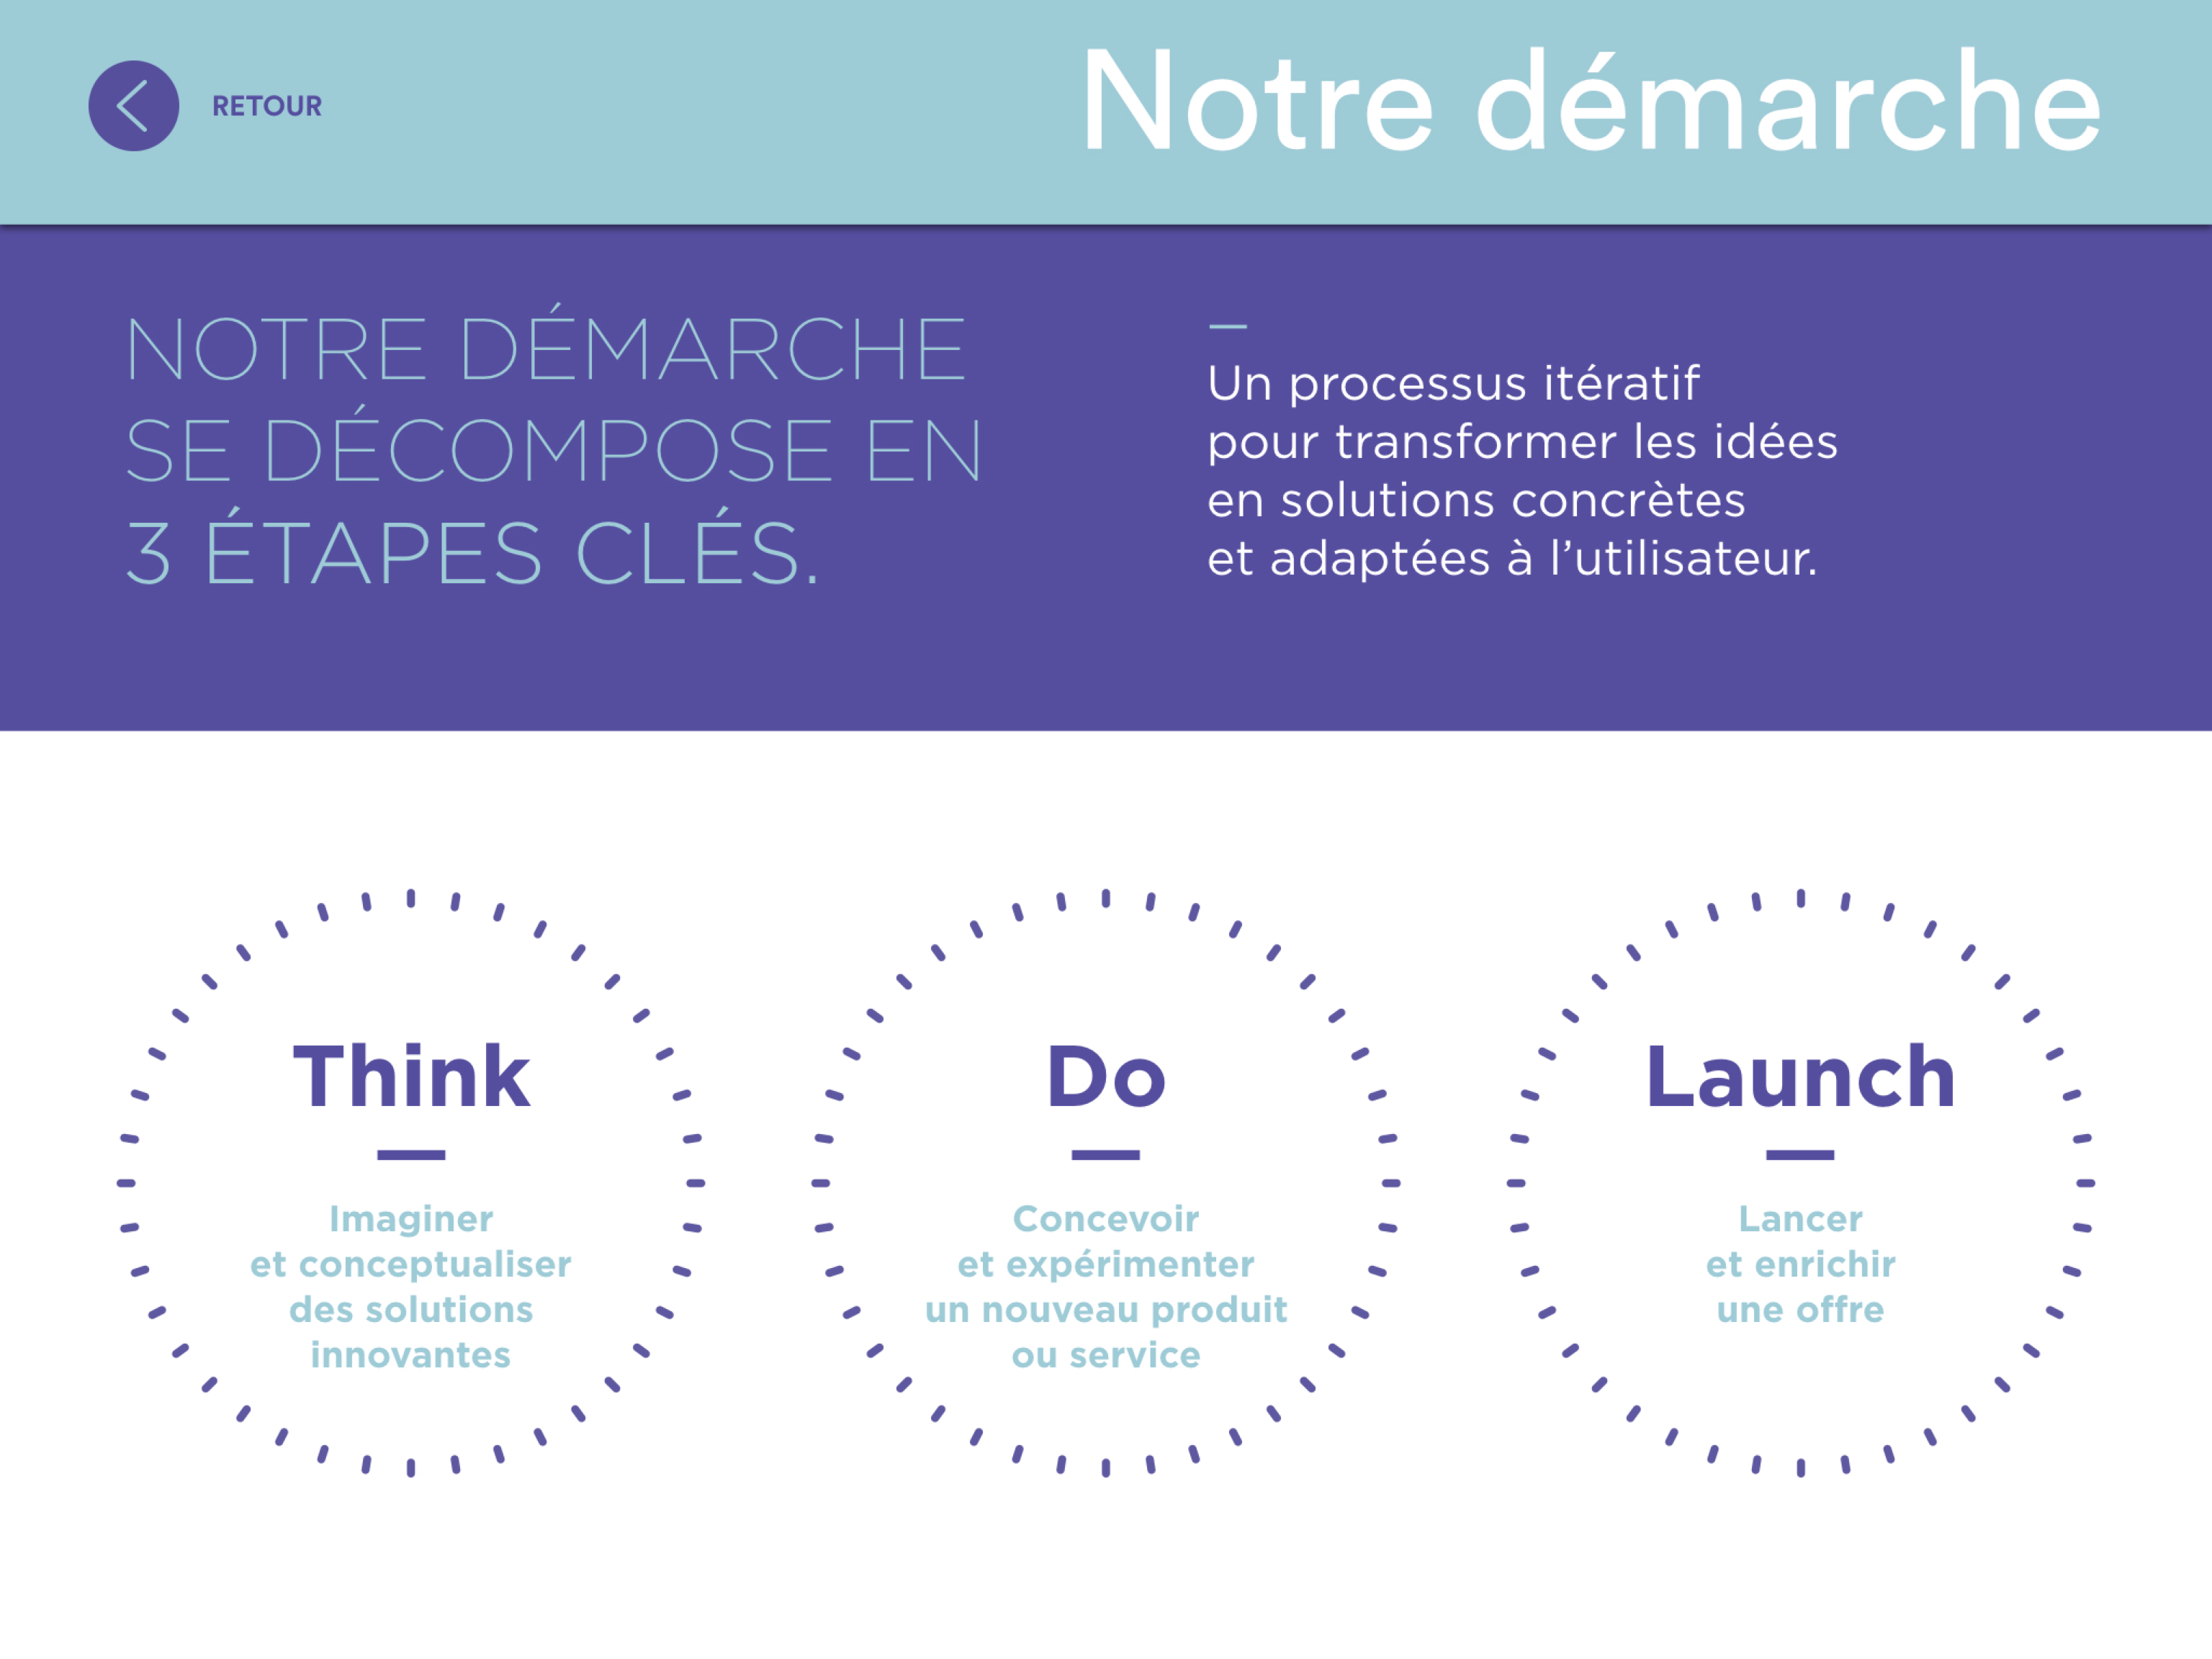 RETOUR
Notre démarche
NOTRE DÉMARCHE
SE DÉCOMPOSE EN
3 ÉTAPES CLÉS.
Un processus itératif
pour transformer les idées
en solutions concrètes
et adaptées à l’utilisateur.
Think
Imaginer
et conceptualiser
des solutions
innovantes
Do
Concevoir
et expérimenter
un nouveau produit
ou service
Launch
Lancer
et enrichir
une offre